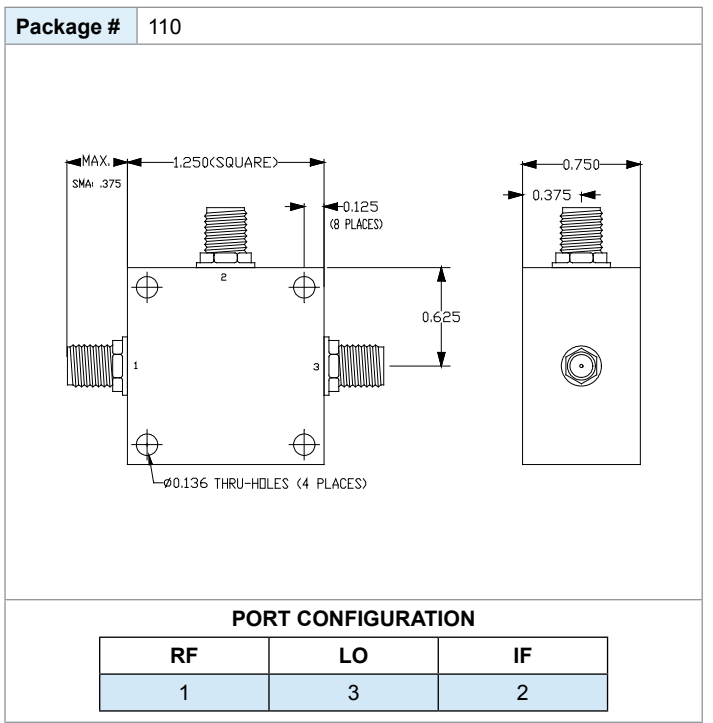 Package # 110
MAX.
SMA: .375
1.250(SQUARE)
0.125
(8 PLACES)
0.750
0.375
2
0.625
1
3
Ø0.136 THRU-HOLES (4 PLACES)
PORT CONFIGURATION
RF LO IF
1 3 2